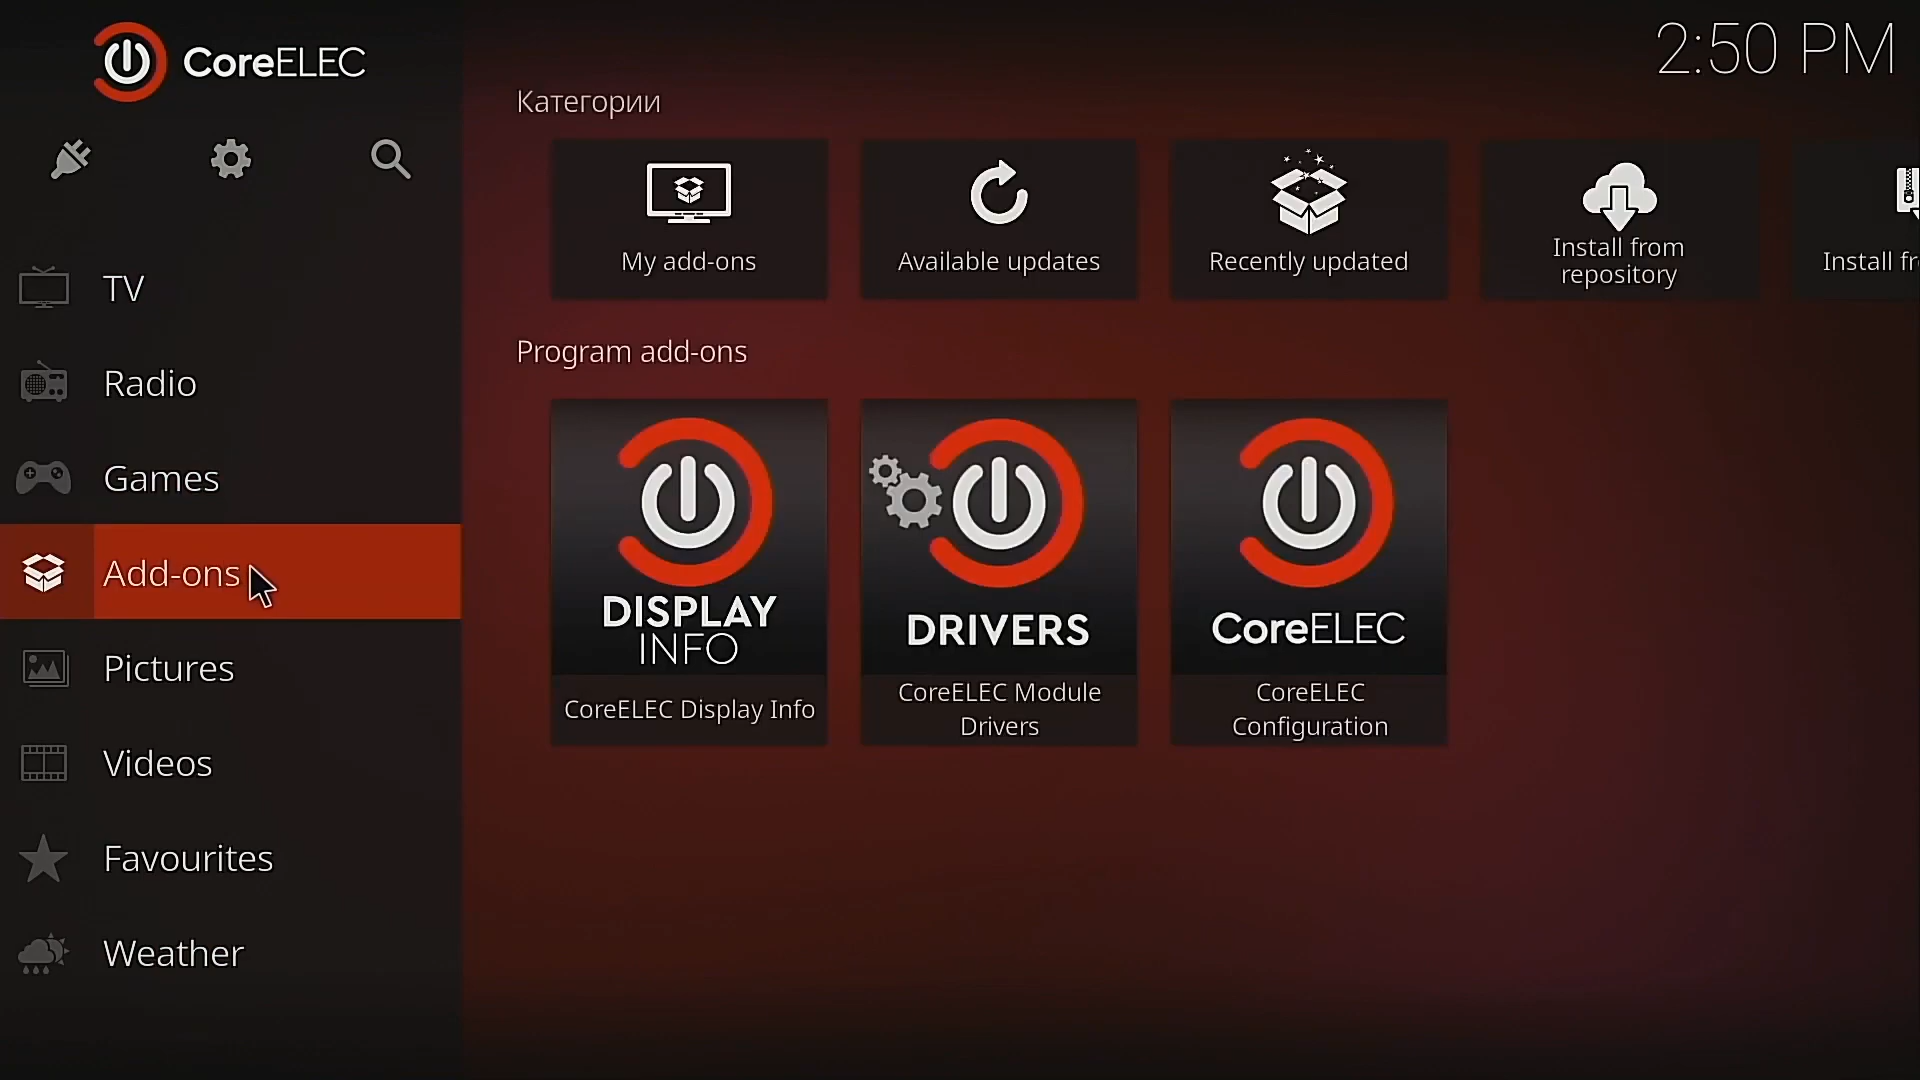 CoreELEC
2:50 PM
Категории
My add-ons
Available updates
Recently updated
Install from
repository
Install fr
TV
Radio
Games
Add-ons
Pictures
Videos
Favourites
Weather
Program add-ons
DISPLAY
INFO
CoreELEC Display Info
DRIVERS
CoreELEC Module
Drivers
CoreELEC
CoreELEC
Configuration